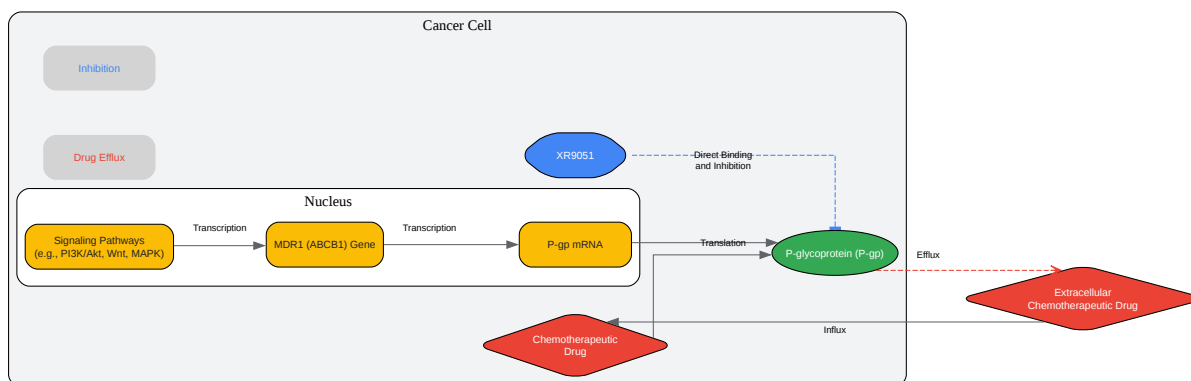 Cancer Cell
Inhibition
Drug Efflux
XR9051
Direct Binding
and Inhibition
Nucleus
Signaling Pathways
(e.g., PI3K/Akt, Wnt, MAPK)
Transcription
MDR1 (ABCB1) Gene
Transcription
P-gp mRNA
Translation
P-glycoprotein (P-gp)
Efflux
Extracellular
Chemotherapeutic Drug
Influx
Chemotherapeutic
Drug